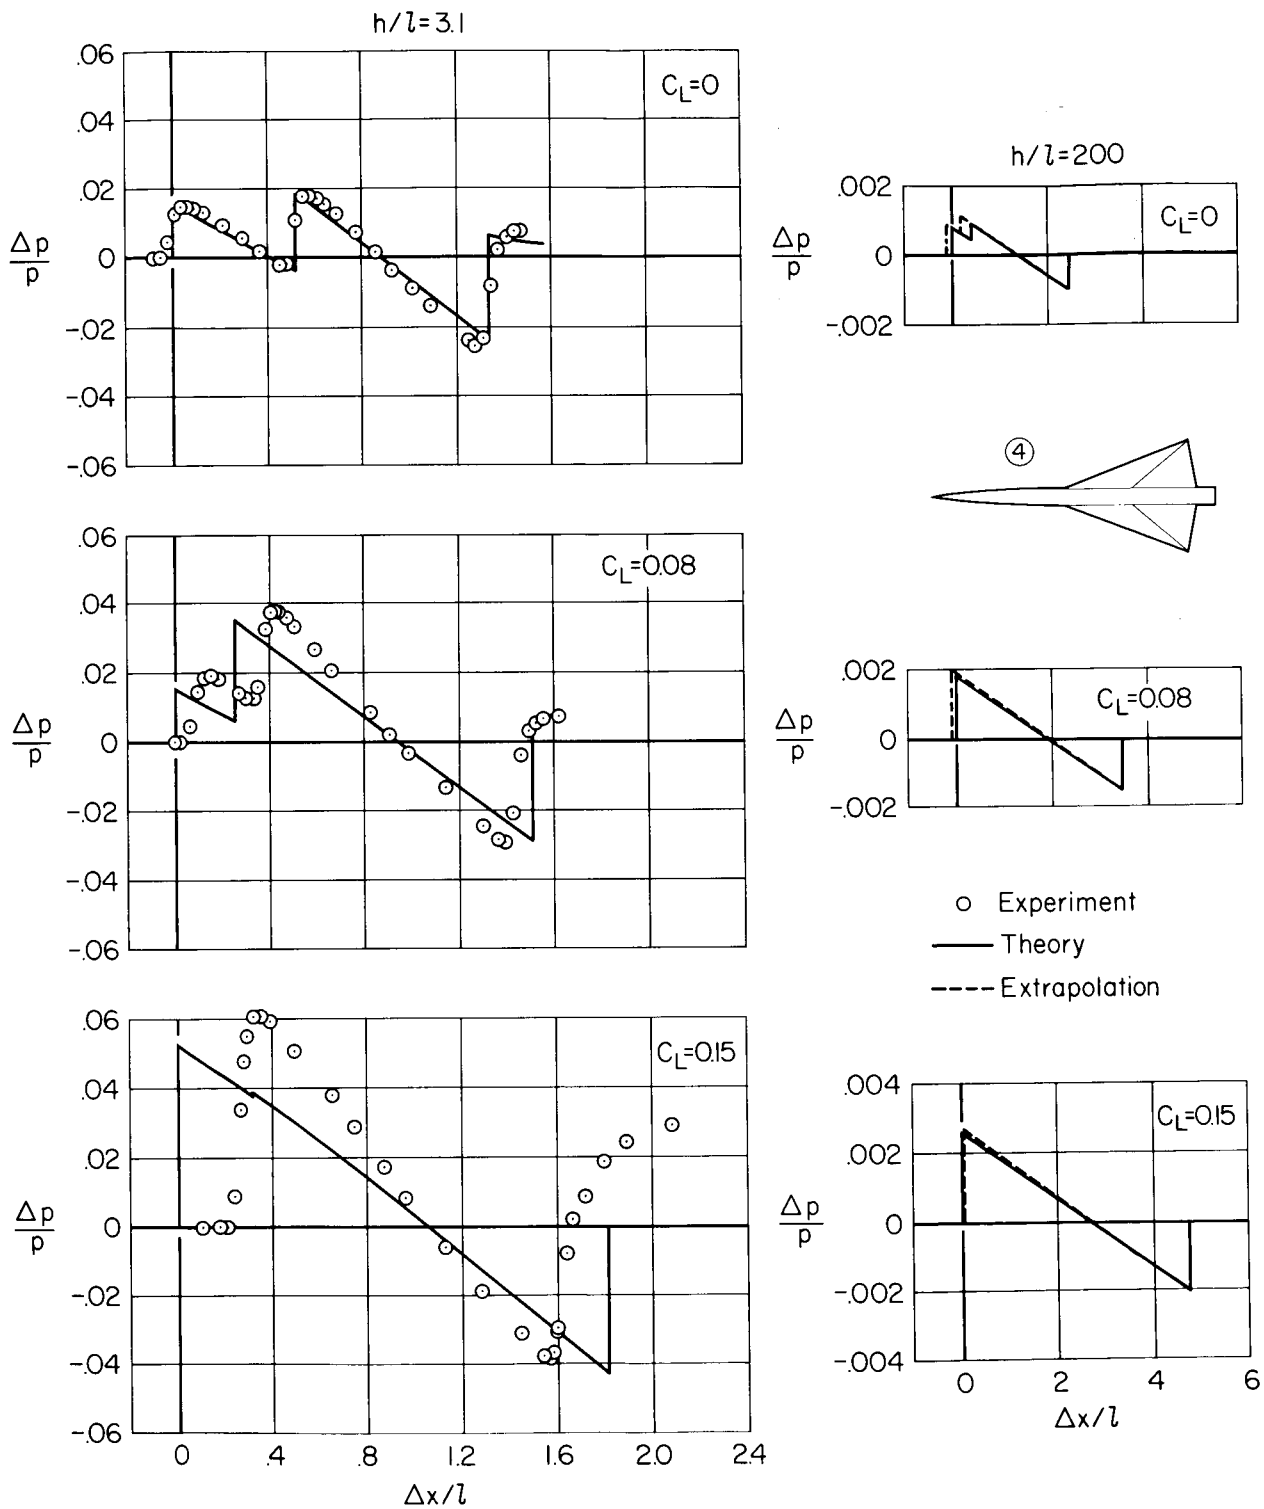 h/l=3.1
.06
.04
.02
0
-.02
-.04
-.06
Δp
p
C_L=0
h/l=200
.002
0
-.002
Δp
p
C_L=0
4
.06
.04
.02
0
-.02
-.04
-.06
Δp
p
C_L=0.08
.002
0
-.002
Δp
p
C_L=0.08
Experiment
Theory
Extrapolation
.06
.04
.02
0
-.02
-.04
-.06
Δp
p
C_L=0.15
0 .4 .8 1.2 1.6 2.0 2.4
Δx/l
.004
.002
0
-.002
-.004
Δp
p
C_L=0.15
0 2 4 6
Δx/l